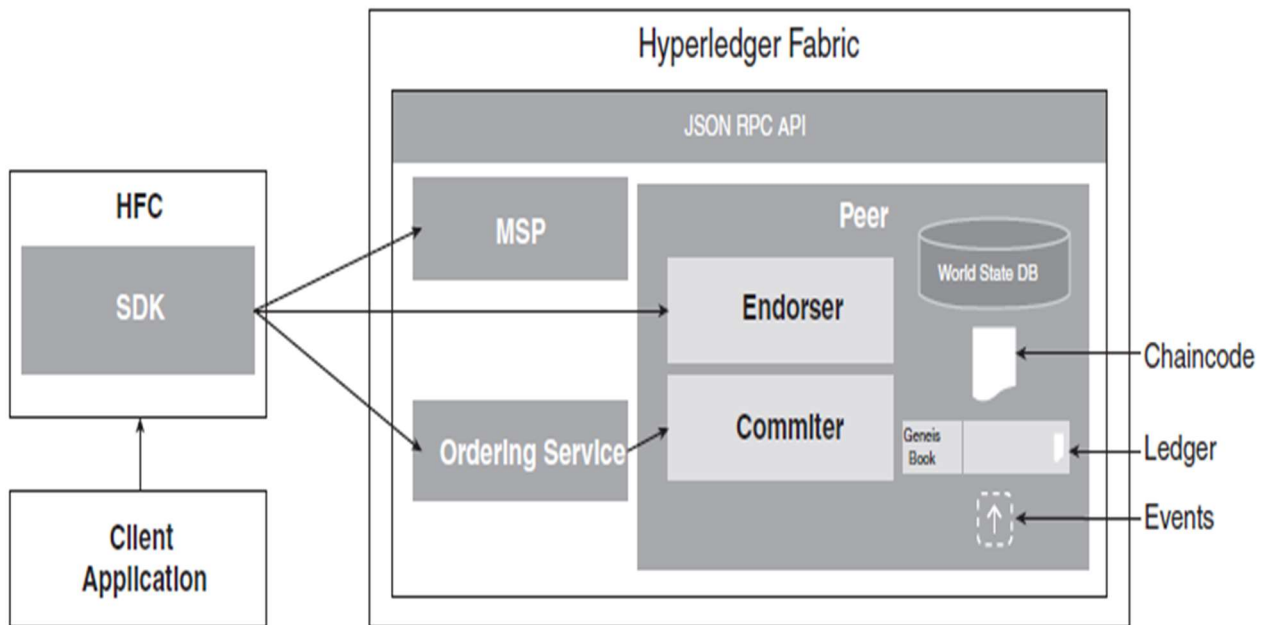 Hyperledger Fabric
JSON RPC API
HFC
SDK
MSP
Peer
World State DB
Endorser
Chaincode
Commiter
Ordering Service
Geneis
Book
Ledger
Events
Client
Application